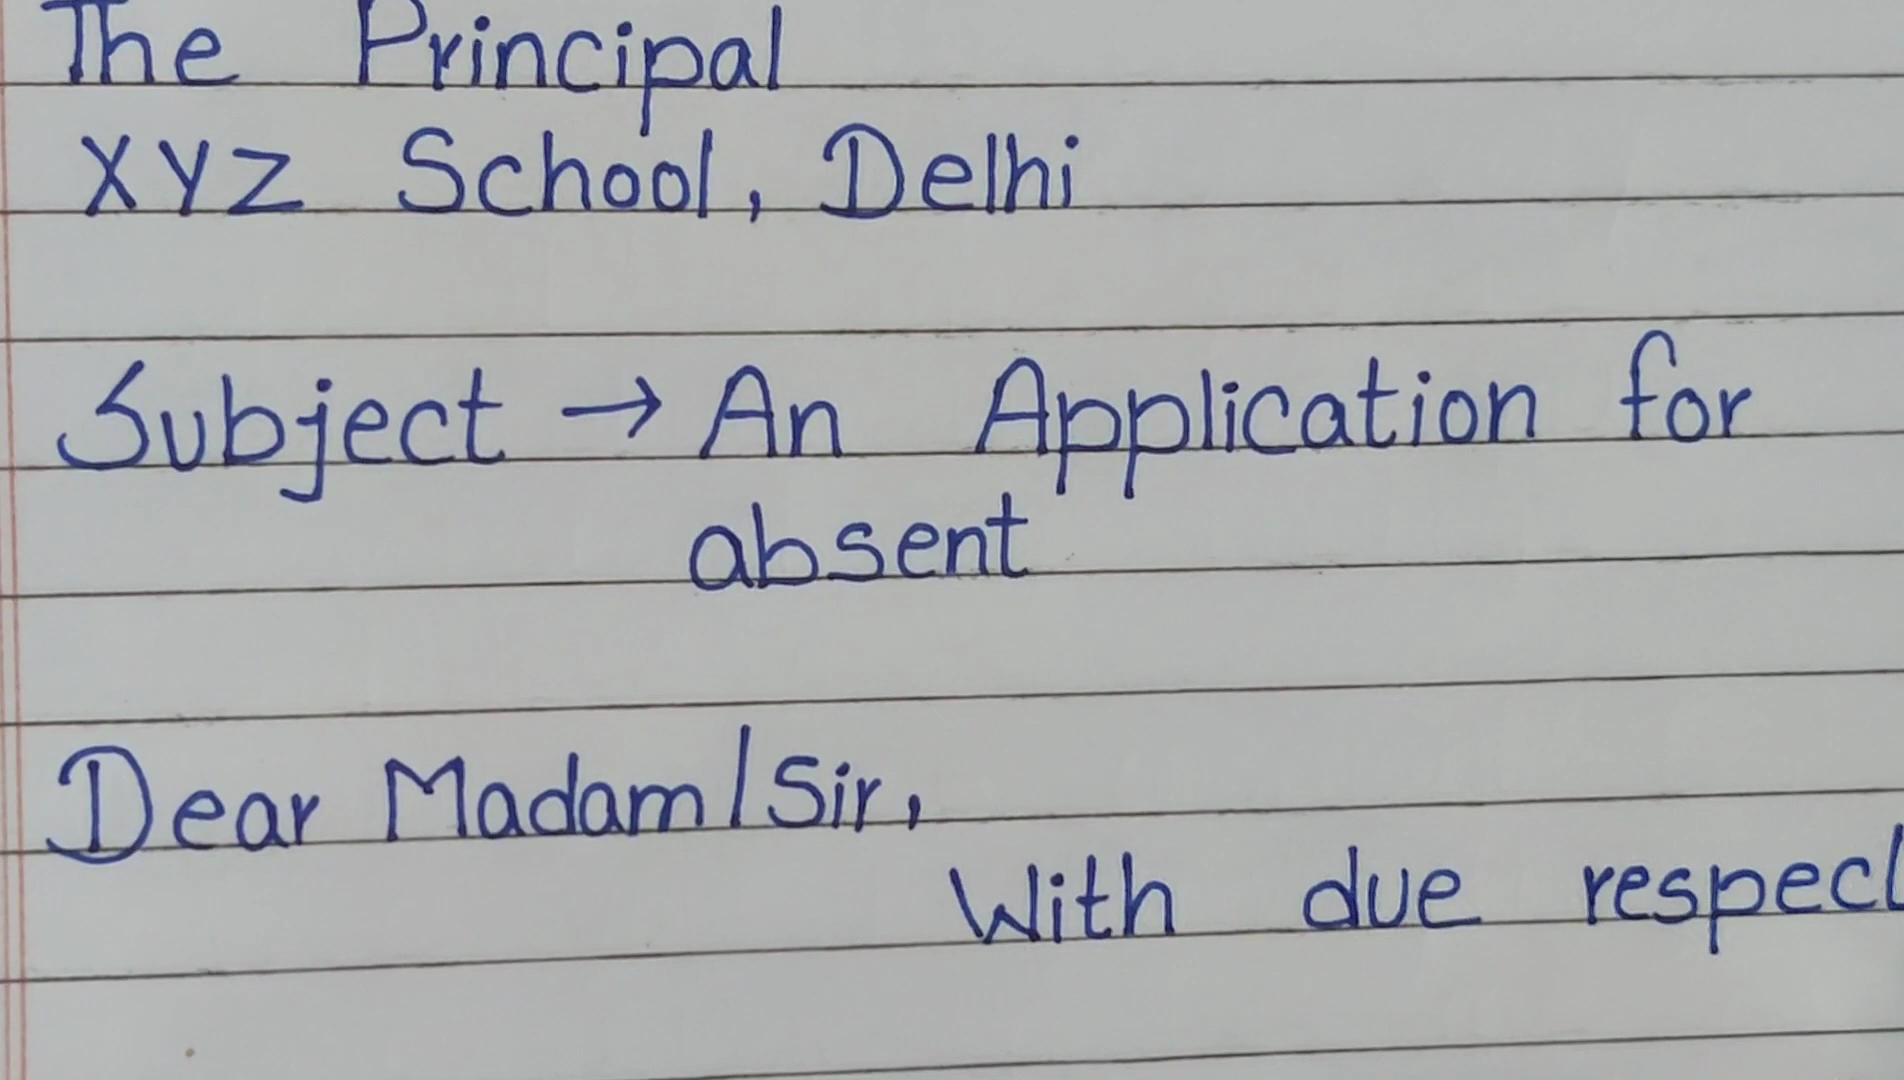 The Principal
XYZ School, Delhi
Subject → An Application for
absent
Dear Madam/Sir,
With due respect